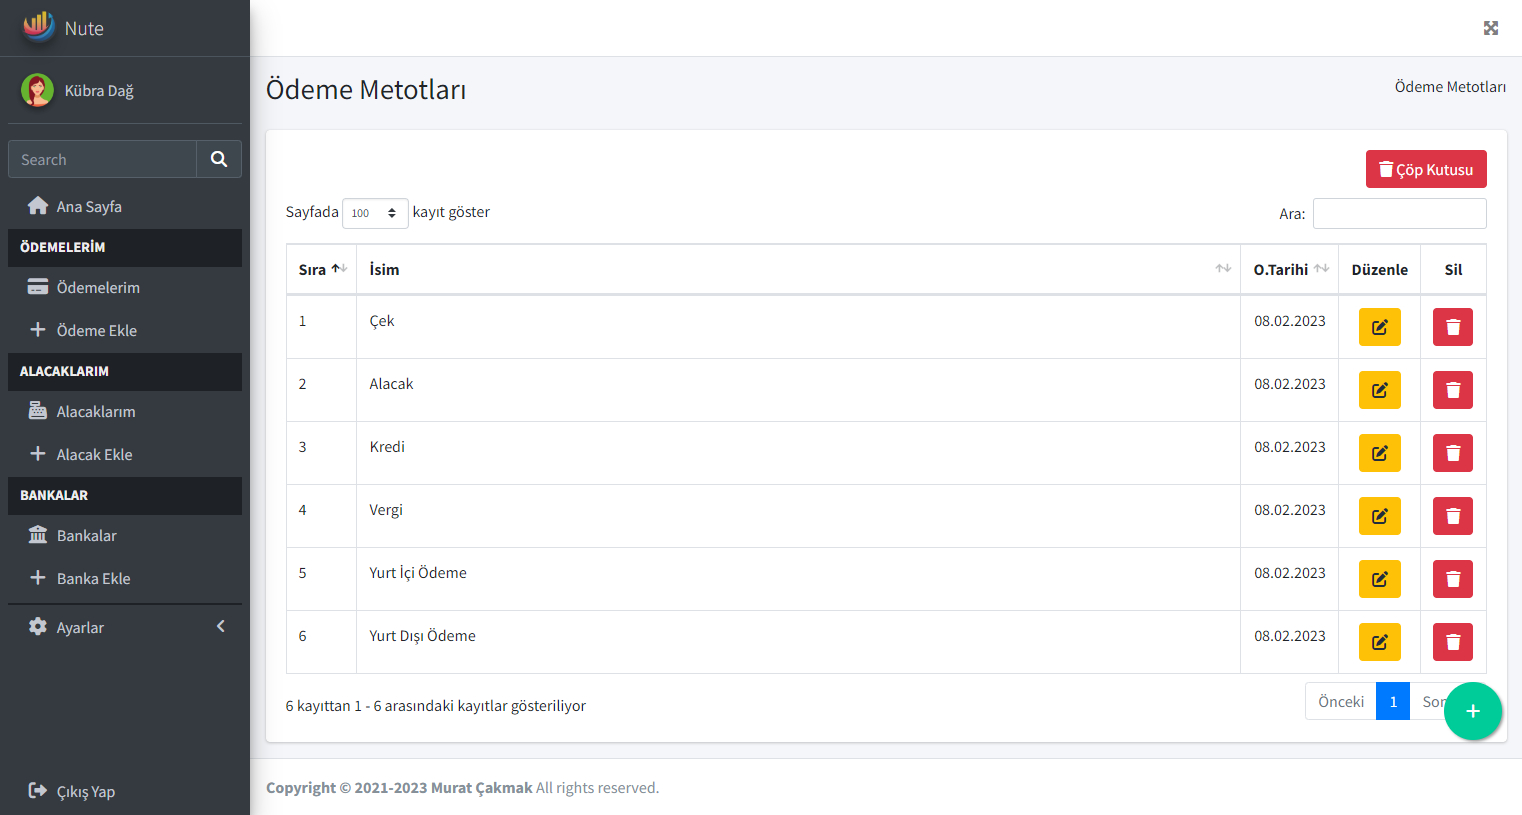 Nute
Kübra Dağ
Search
Ana Sayfa
ÖDEMELERİM
Ödemelerim
Ödeme Ekle
ALACAKLARIM
Alacaklarım
Alacak Ekle
BANKALAR
Bankalar
Banka Ekle
Ayarlar
Çıkış Yap
Ödeme Metotları
Ödeme Metotları
Çöp Kutusu
Sayfada 100 kayıt göster
Ara:
Sıra İsim O.Tarihi Düzenle Sil
1 Çek 08.02.2023
2 Alacak 08.02.2023
3 Kredi 08.02.2023
4 Vergi 08.02.2023
5 Yurt İçi Ödeme 08.02.2023
6 Yurt Dışı Ödeme 08.02.2023
6 kayıttan 1 - 6 arasındaki kayıtlar gösteriliyor
Önceki 1
Copyright © 2021-2023 Murat Çakmak All rights reserved.